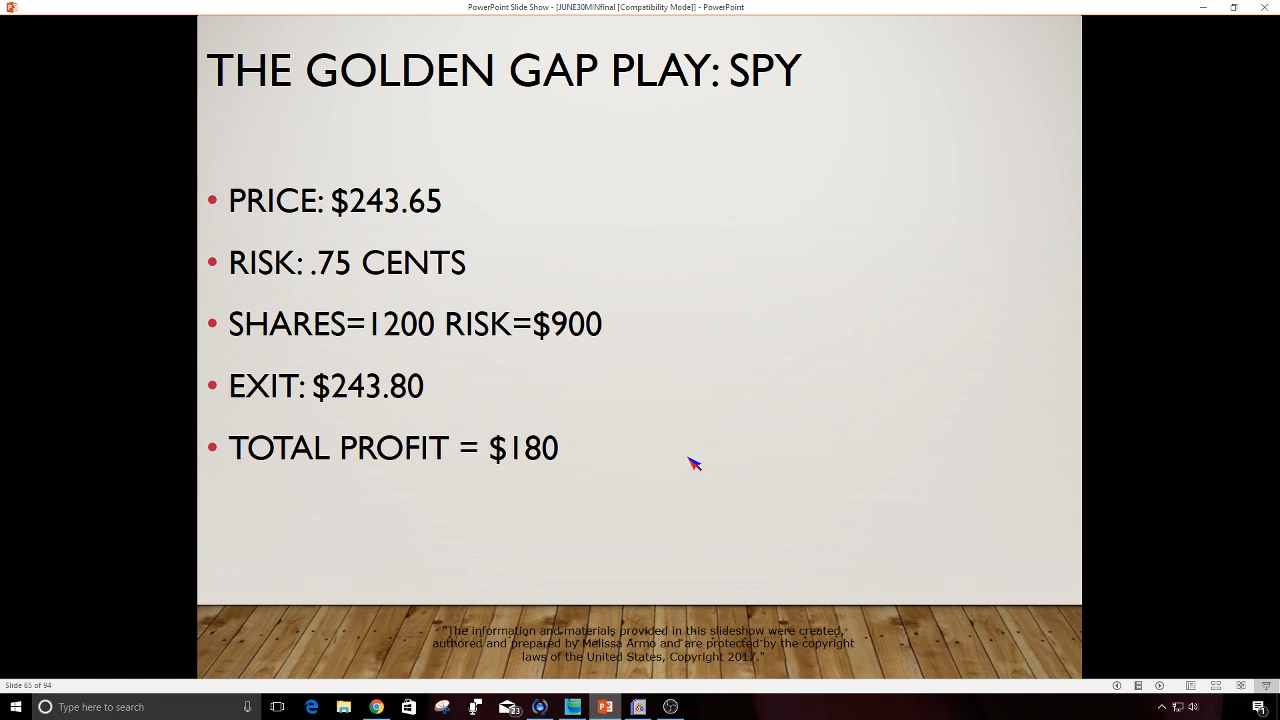 PowerPoint Slide Show - [JUNE30MINfinal [Compatibility Mode]] - PowerPoint
THE GOLDEN GAP PLAY: SPY
• PRICE: $243.65
• RISK: .75 CENTS
• SHARES=1200 RISK=$900
• EXIT: $243.80
• TOTAL PROFIT = $180
"The information and materials provided in this slideshow were created,
authored and prepared by Melissa Armo and are protected by the copyright
laws of the United States, Copyright 2017."
Slide 65 of 94
Type here to search